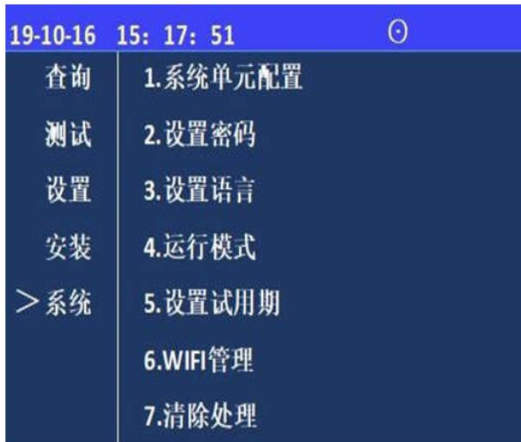 19-10-16 15: 17: 51
查询 1.系统单元配置
测试 2.设置密码
设置 3.设置语言
安装 4.运行模式
>系统 5.设置试用期
6.WIFI管理
7.清除处理